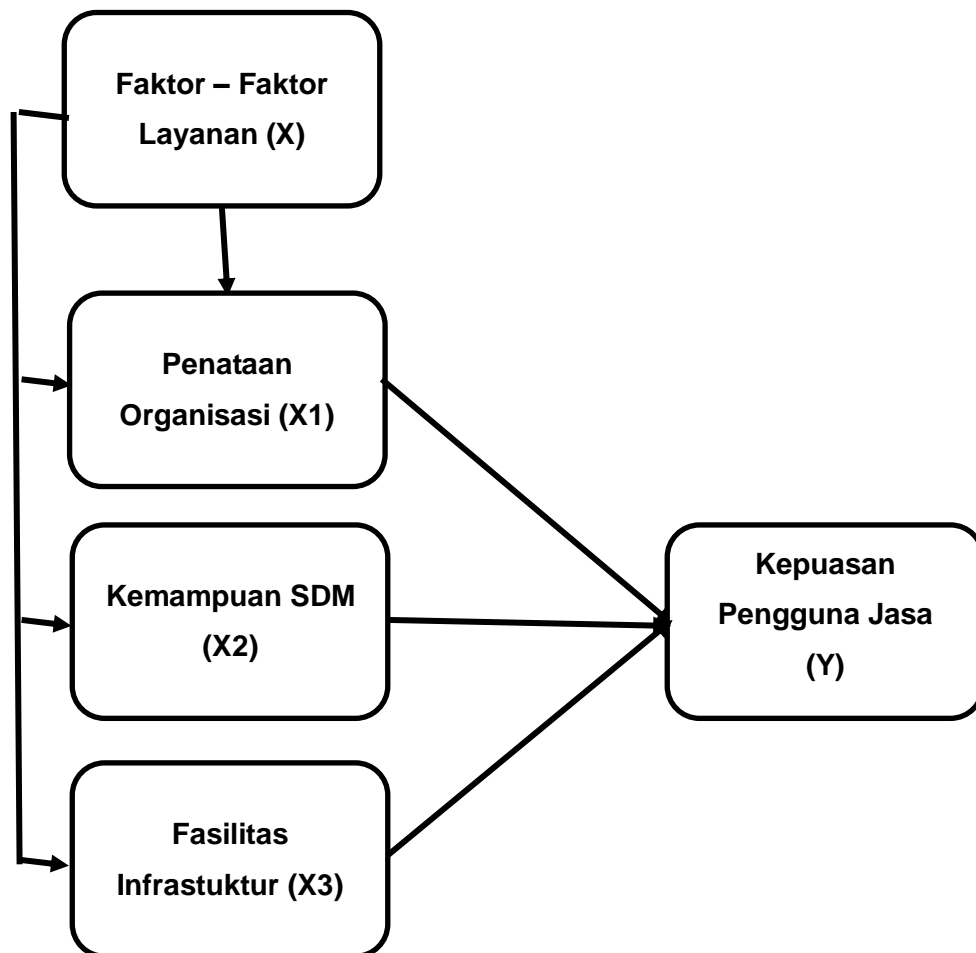 Faktor – Faktor
Layanan (X)
Penataan
Organisasi (X1)
Kemampuan SDM
(X2)
Kepuasan
Pengguna Jasa
(Y)
Fasilitas
Infrastuktur (X3)